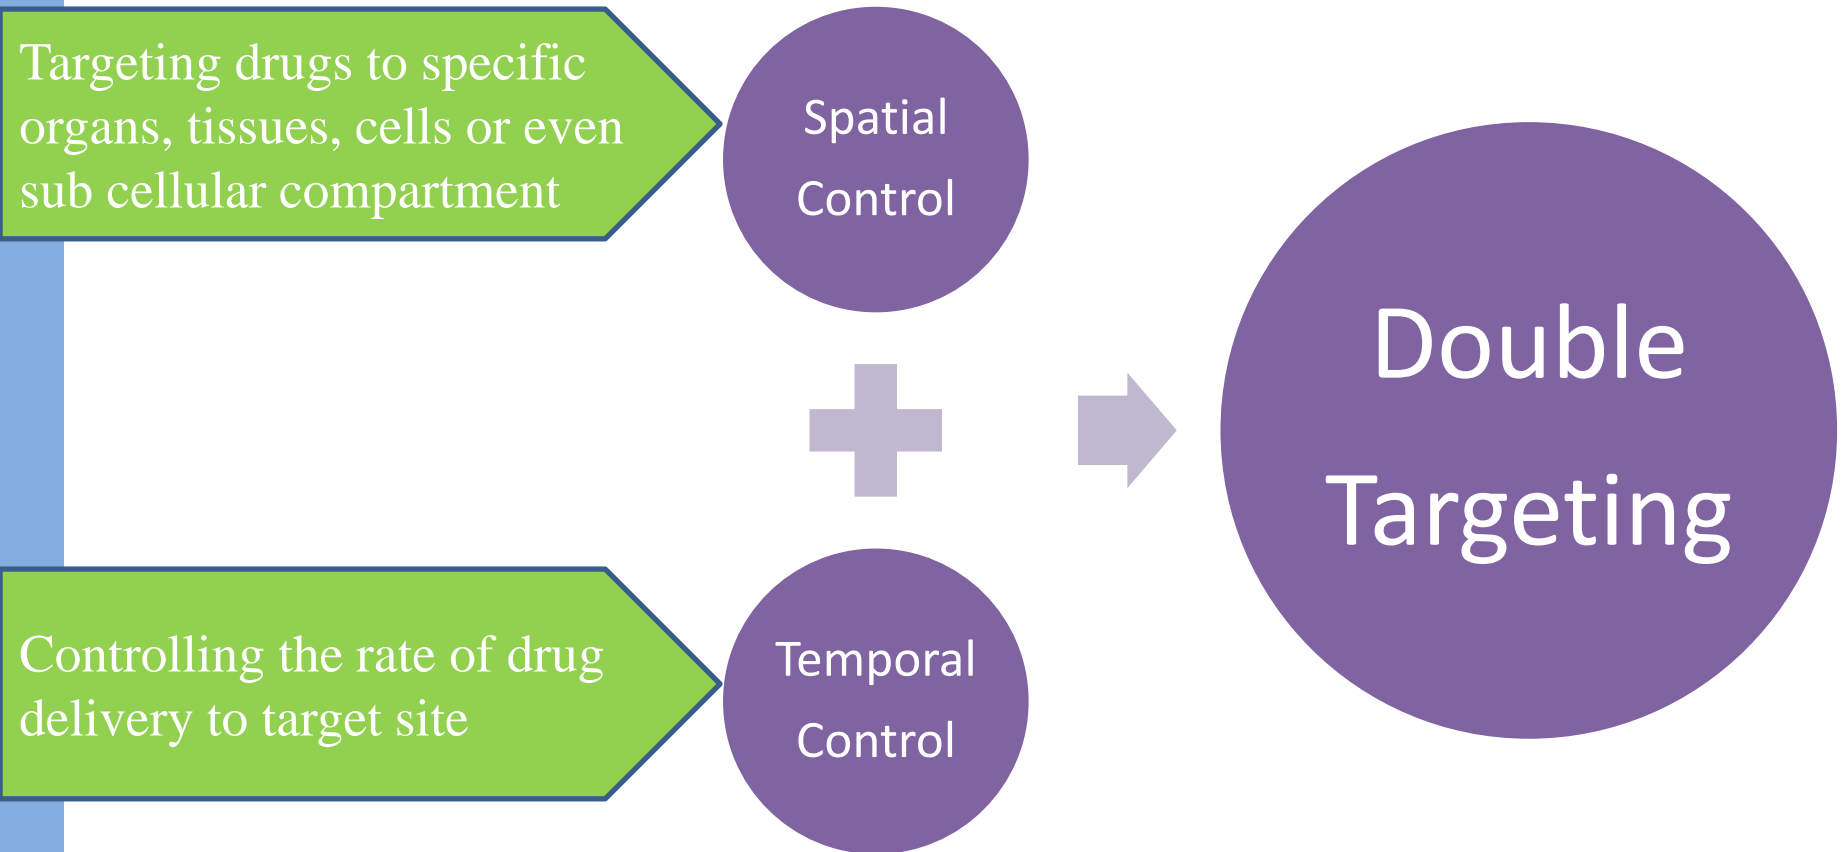 Targeting drugs to specific
organs, tissues, cells or even
sub cellular compartment
Spatial
Control
Controlling the rate of drug
delivery to target site
Temporal
Control
Double
Targeting